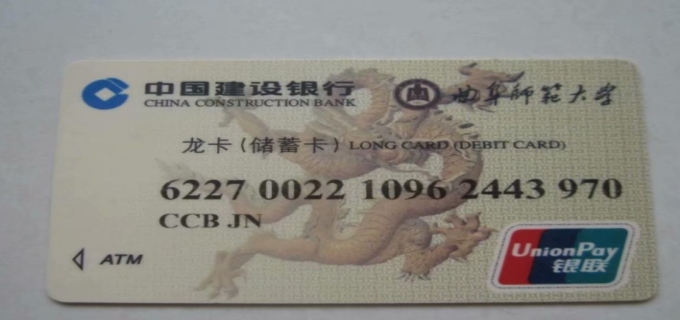 中国建设银行 曲阜师范大学
CHINA CONSTRUCTION BANK
龙卡(储蓄卡) LONG CARD (DEBIT CARD)
6227 0022 1096 2443 970
CCB JN
ATM
UnionPay
银联